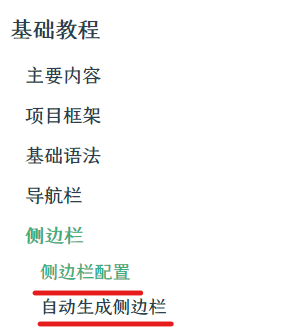 基础教程
主要内容
项目框架
基础语法
导航栏
侧边栏
侧边栏配置
自动生成侧边栏